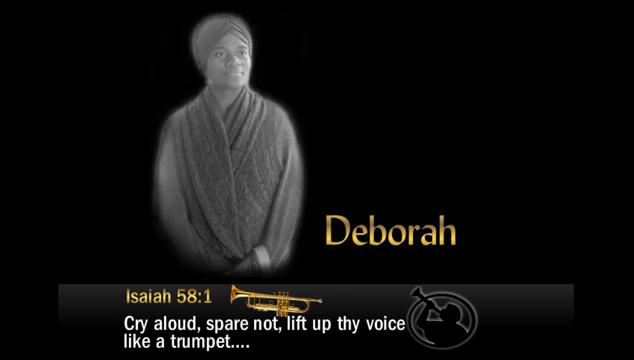 Deborah
Isaiah 58:1
Cry aloud, spare not, lift up thy voice
like a trumpet....